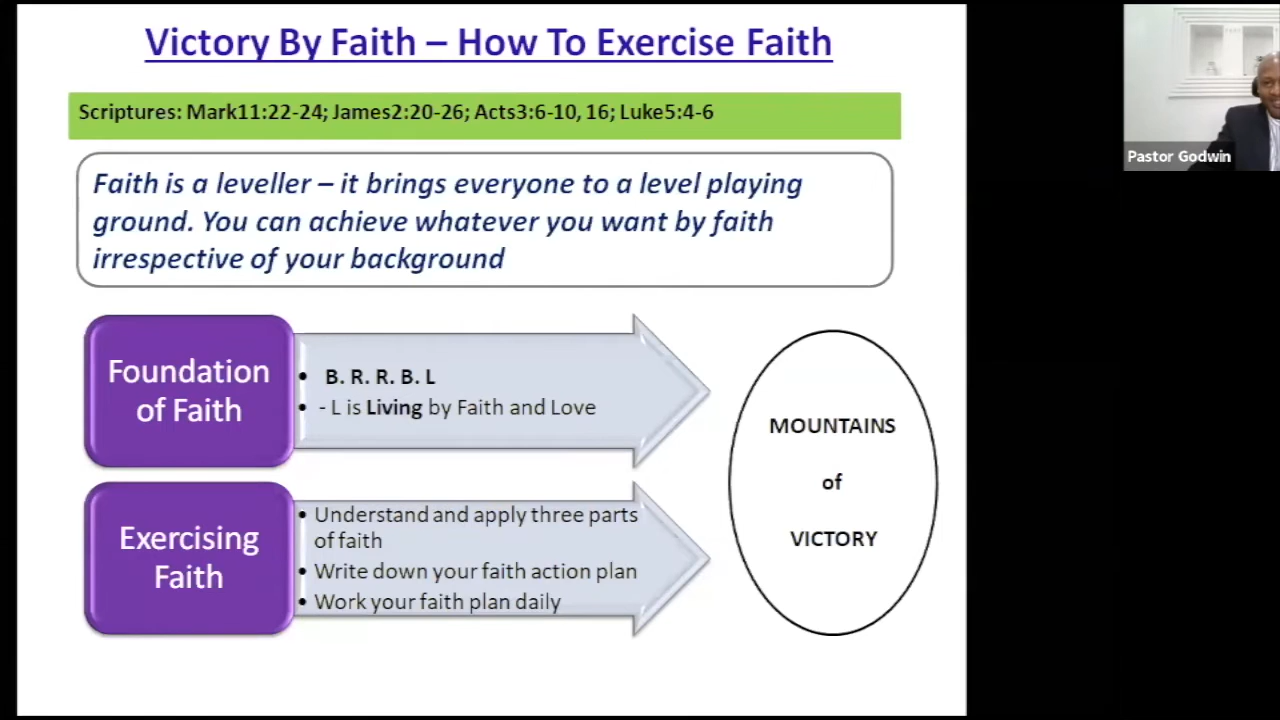 Victory By Faith – How To Exercise Faith
Scriptures: Mark11:22-24; James2:20-26; Acts3:6-10, 16; Luke5:4-6
Faith is a leveller – it brings everyone to a level playing
ground. You can achieve whatever you want by faith
irrespective of your background
Foundation
of Faith
• B. R. R. B. L
• - L is Living by Faith and Love
Exercising
Faith
• Understand and apply three parts
of faith
• Write down your faith action plan
• Work your faith plan daily
MOUNTAINS
of
VICTORY
Pastor Godwin